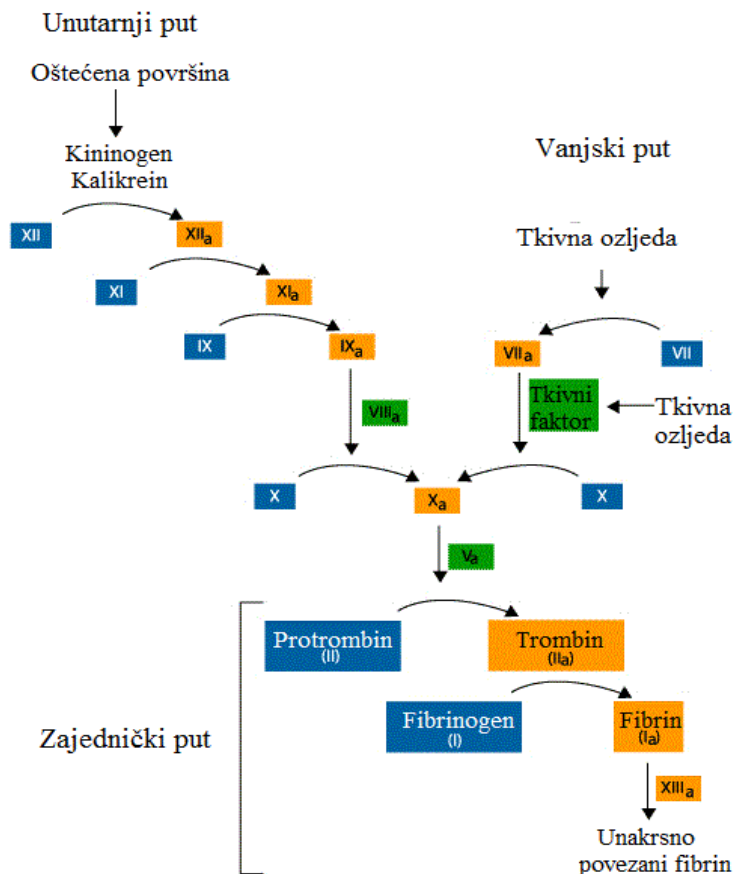 Unutarnji put
Oštećena površina
Kininogen
Kalikrein
XII
XIIa
XI
XIa
IX
IXa
VIIIa
Vanjski put
Tkivna ozljeda
VIIa
VII
Tkivni
faktor
Tkivna
ozljeda
X
Xa
X
Va
Zajednički put
Protrombin
(II)
Trombin
(IIa)
Fibrinogen
(I)
Fibrin
(Ia)
XIIIa
Unakrsno
povezani fibrin